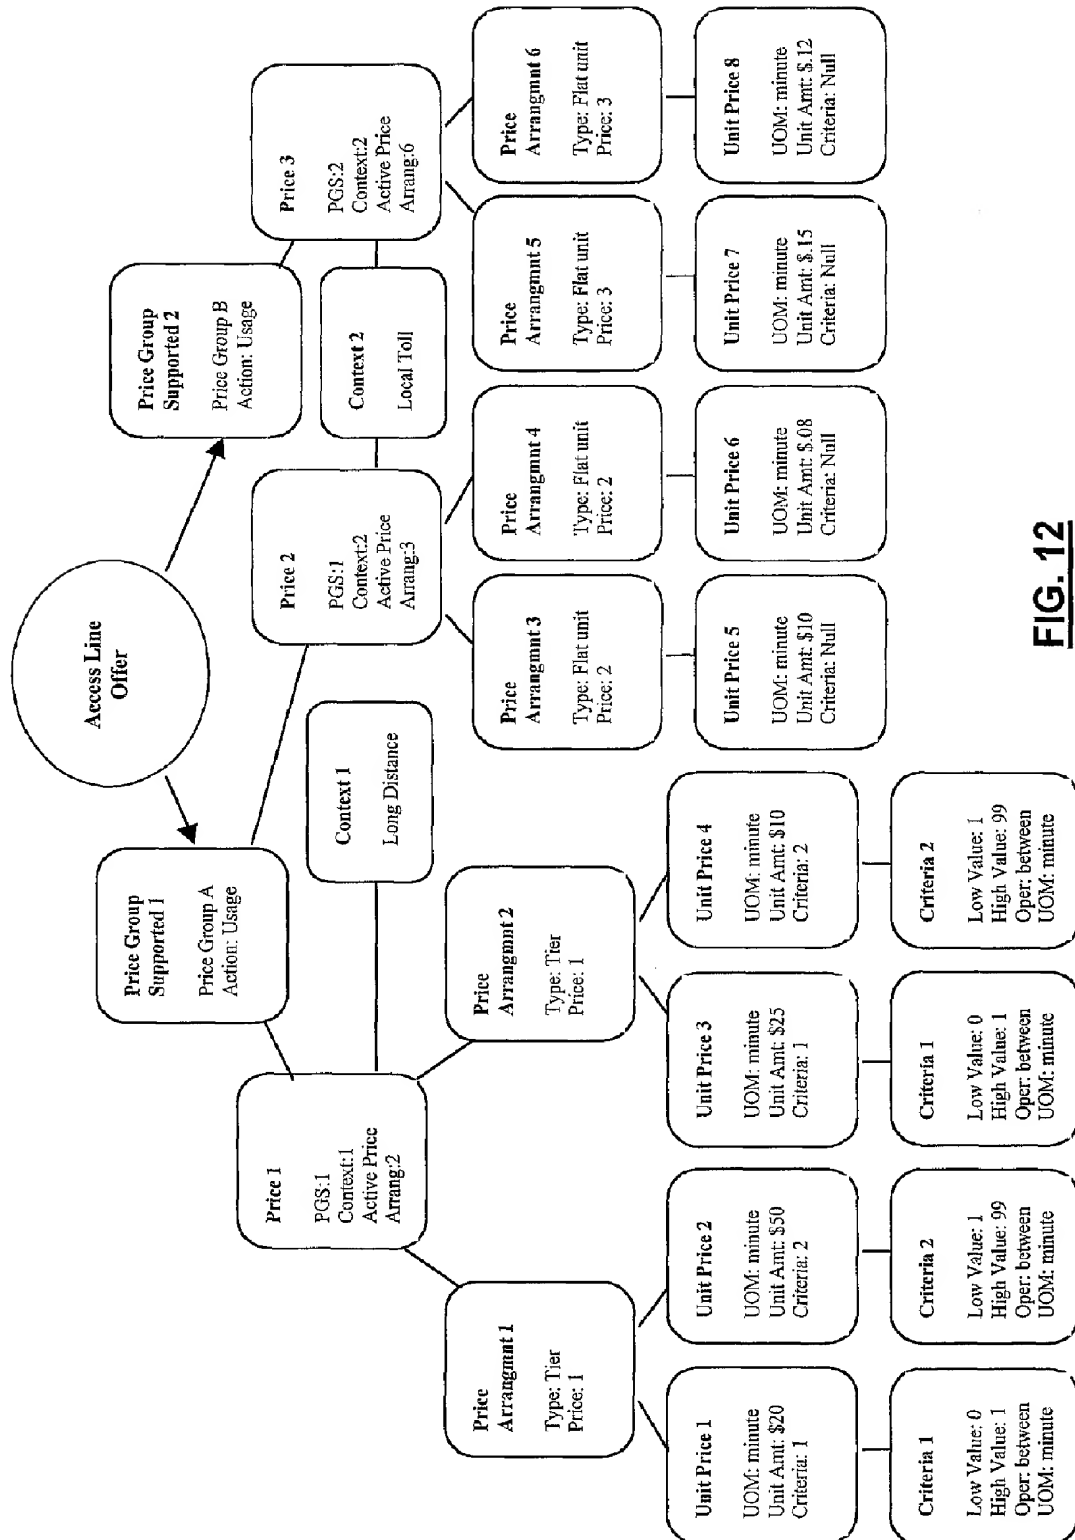 Access Line
Offer
Price Group
Supported 1
Price Group A
Action: Usage
Price Group
Supported 2
Price Group B
Action: Usage
Price 1
PGS:1
Context:1
Active Price
Arrang:2
Context 1
Long Distance
Price 2
PGS:1
Context:2
Active Price
Arrang:3
Context 2
Local Toll
Price 3
PGS:2
Context:2
Active Price
Arrang:6
Price
Arrangmnt 1
Type: Tier
Price: 1
Price
Arrangmnt 2
Type: Tier
Price: 1
Price
Arrangmnt 3
Type: Flat unit
Price: 2
Price
Arrangmnt 4
Type: Flat unit
Price: 2
Price
Arrangmnt 5
Type: Flat unit
Price: 3
Price
Arrangmnt 6
Type: Flat unit
Price: 3
Unit Price 1
UOM: minute
Unit Amt: $20
Criteria: 1
Unit Price 2
UOM: minute
Unit Amt: $50
Criteria: 2
Unit Price 3
UOM: minute
Unit Amt: $25
Criteria: 1
Unit Price 4
UOM: minute
Unit Amt: $10
Criteria: 2
Unit Price 5
UOM: minute
Unit Amt: $10
Criteria: Null
Unit Price 6
UOM: minute
Unit Amt: $.08
Criteria: Null
Unit Price 7
UOM: minute
Unit Amt: $.15
Criteria: Null
Unit Price 8
UOM: minute
Unit Amt: $.12
Criteria: Null
Criteria 1
Low Value: 0
High Value: 1
Oper: between
UOM: minute
Criteria 2
Low Value: 1
High Value: 99
Oper: between
UOM: minute
Criteria 1
Low Value: 0
High Value: 1
Oper: between
UOM: minute
Criteria 2
Low Value: 1
High Value: 99
Oper: between
UOM: minute
FIG. 12